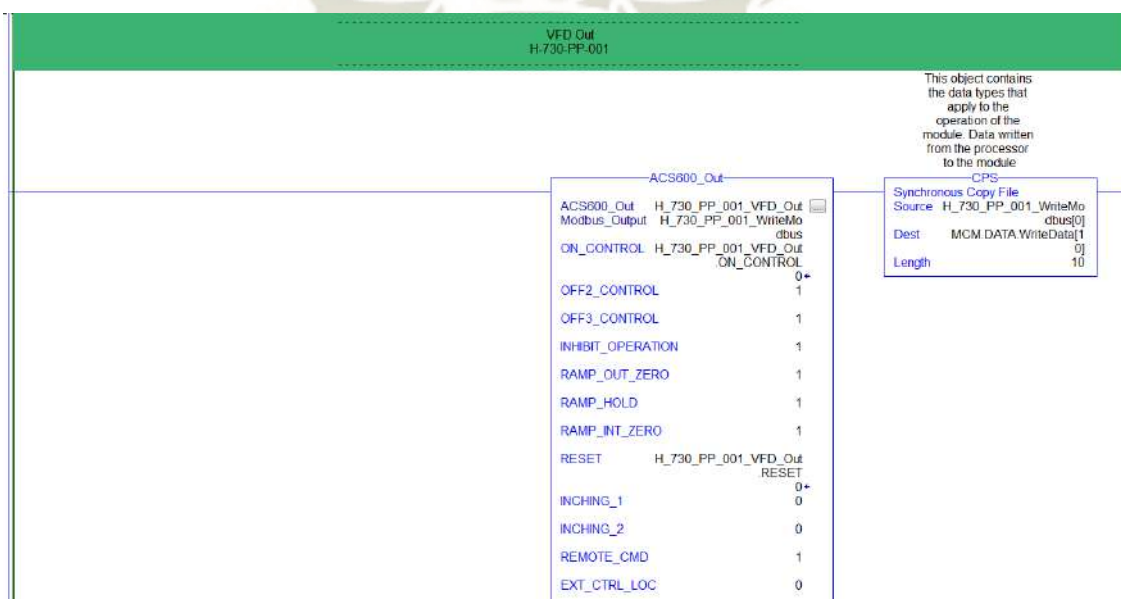 VFD Out
H-730-PP-001
This object contains
the data types that
apply to the
operation of the
module. Data written
from the processor
to the module
ACS600_Out
ACS600_Out H_730_PP_001_VFD_Out
Modbus_Output H_730_PP_001_WriteMo
dbus
ON_CONTROL H_730_PP_001_VFD_Out
.ON_CONTROL
0
OFF2_CONTROL 1
OFF3_CONTROL 1
INHIBIT_OPERATION 1
RAMP_OUT_ZERO 1
RAMP_HOLD 1
RAMP_INT_ZERO 1
RESET H_730_PP_001_VFD_Out
.RESET
0
INCHING_1 0
INCHING_2 0
REMOTE_CMD 1
EXT_CTRL_LOC 0
CPS
Synchronous Copy File
Source H_730_PP_001_WriteMo
dbus[0]
Dest MCM.DATA.WriteData[1
0]
Length 10